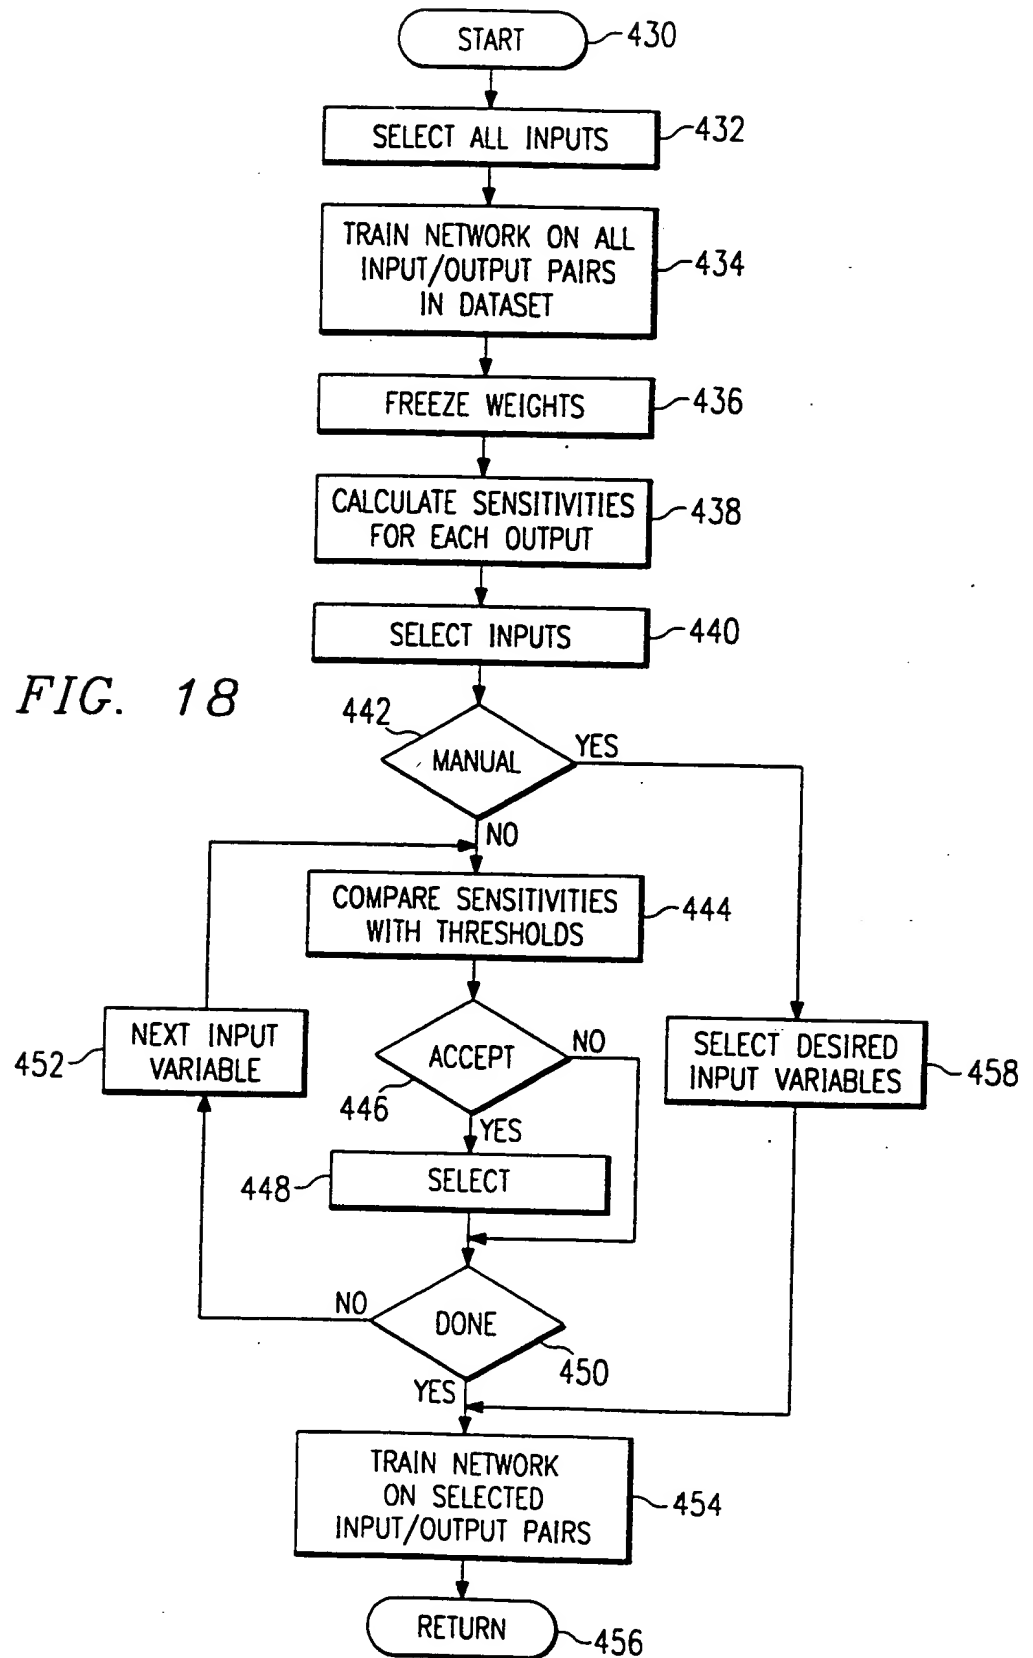 START
430
SELECT ALL INPUTS
432
TRAIN NETWORK ON ALL
INPUT/OUTPUT PAIRS
IN DATASET
434
FREEZE WEIGHTS
436
CALCULATE SENSITIVITIES
FOR EACH OUTPUT
438
SELECT INPUTS
440
FIG. 18
442
MANUAL
YES
NO
COMPARE SENSITIVITIES
WITH THRESHOLDS
444
NEXT INPUT
VARIABLE
452
ACCEPT
NO
446
YES
SELECT DESIRED
INPUT VARIABLES
458
448
SELECT
NO
DONE
450
YES
TRAIN NETWORK
ON SELECTED
INPUT/OUTPUT PAIRS
454
RETURN
456